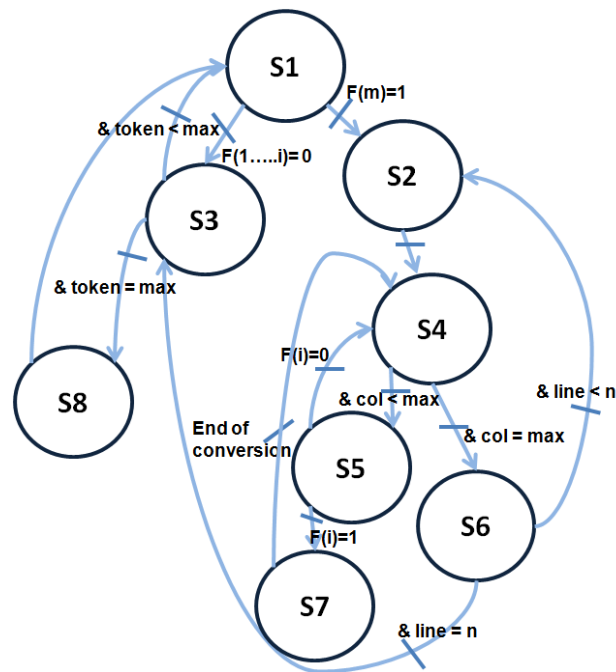 S1
F(m)=1
& token < max
F(1.....i)= 0
S2
S3
& token = max
S4
F(i)=0
& col < max
& line < n
S8
End of
conversion
& col = max
S5
S6
F(i)=1
S7
& line = n